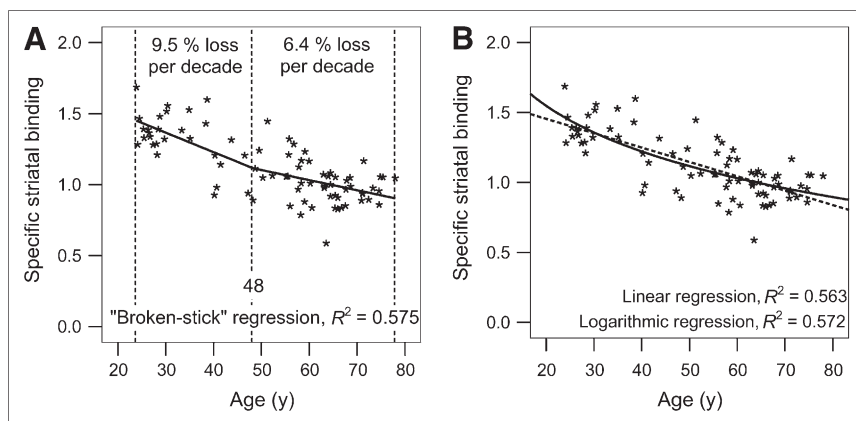 A
9.5 % loss
per decade
6.4 % loss
per decade
2.0
1.5
1.0
0.5
0.0
Specific striatal binding
48
"Broken-stick" regression, R² = 0.575
20 30 40 50 60 70 80
Age (y)
B
2.0
1.5
1.0
0.5
0.0
Specific striatal binding
Linear regression, R² = 0.563
Logarithmic regression, R² = 0.572
20 30 40 50 60 70 80
Age (y)